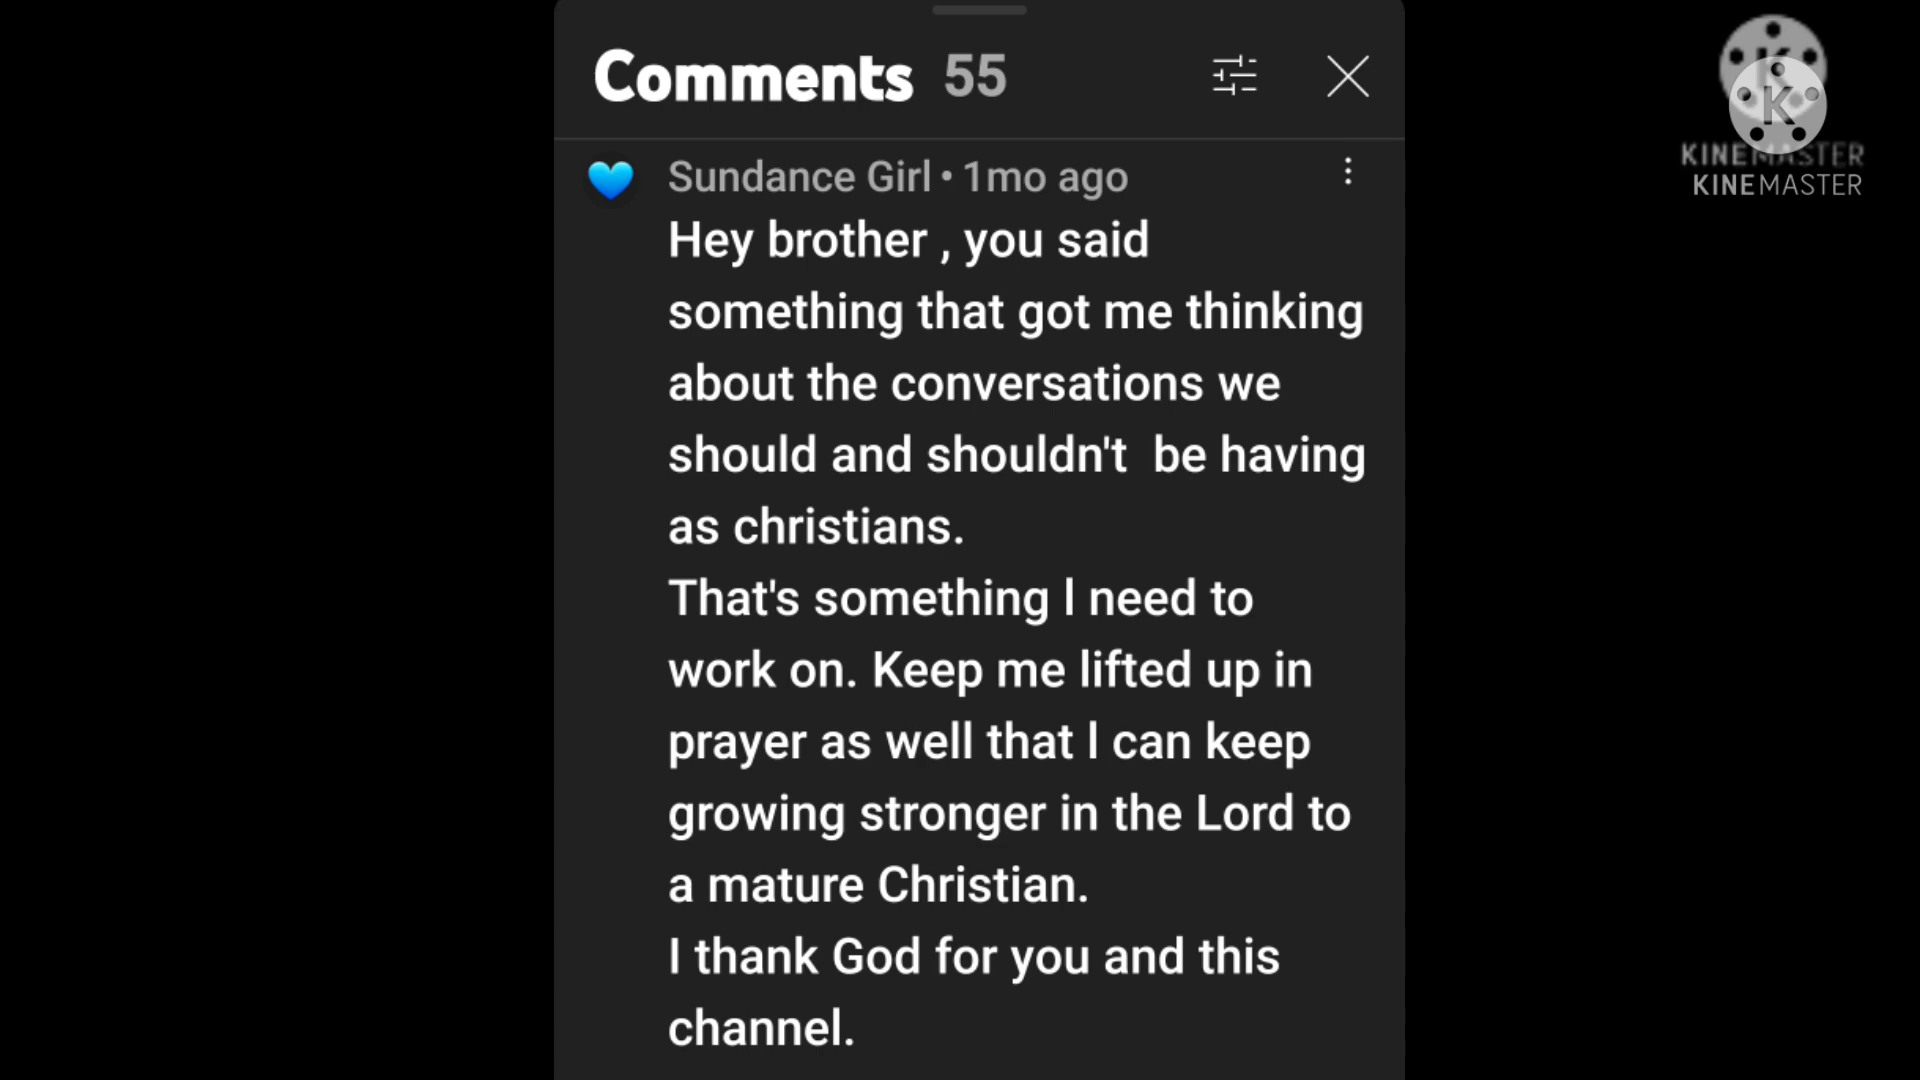 Comments 55
Sundance Girl • 1mo ago
Hey brother , you said
something that got me thinking
about the conversations we
should and shouldn't  be having
as christians.
That's something I need to
work on. Keep me lifted up in
prayer as well that I can keep
growing stronger in the Lord to
a mature Christian.
I thank God for you and this
channel.
K
K
KINEMASTER
KINEMASTER